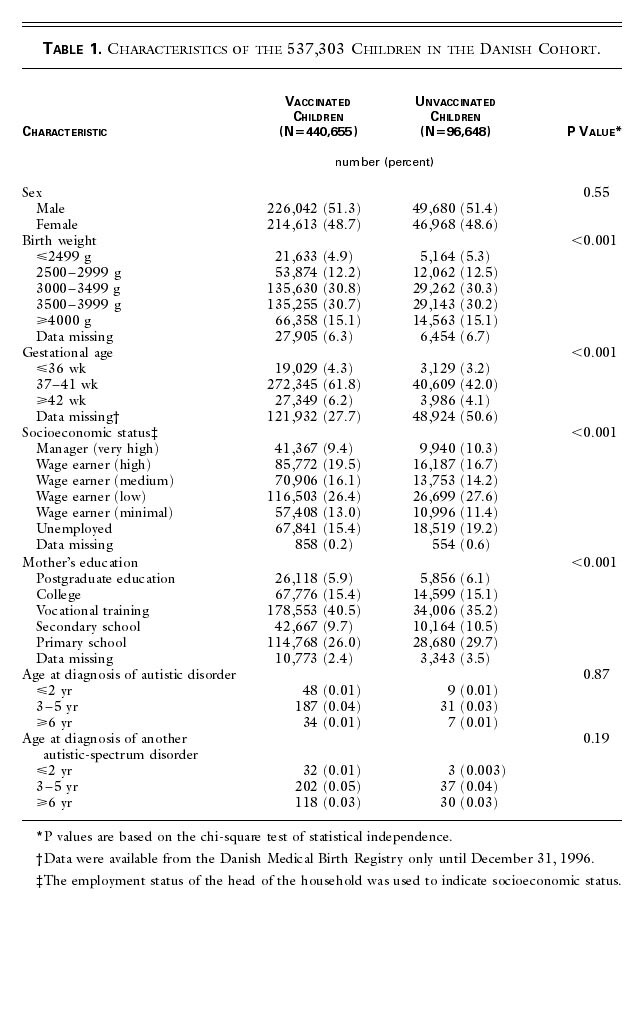 TABLE 1. CHARACTERISTICS OF THE 537,303 CHILDREN IN THE DANISH COHORT.
CHARACTERISTIC VACCINATED CHILDREN (N=440,655) UNVACCINATED CHILDREN (N=96,648) P VALUE*
number (percent)
Sex 0.55
Male 226,042 (51.3) 49,680 (51.4)
Female 214,613 (48.7) 46,968 (48.6)
Birth weight <0.001
≤2499 g 21,633 (4.9) 5,164 (5.3)
2500–2999 g 53,874 (12.2) 12,062 (12.5)
3000–3499 g 135,630 (30.8) 29,262 (30.3)
3500–3999 g 135,255 (30.7) 29,143 (30.2)
≥4000 g 66,358 (15.1) 14,563 (15.1)
Data missing 27,905 (6.3) 6,454 (6.7)
Gestational age <0.001
≤36 wk 19,029 (4.3) 3,129 (3.2)
37–41 wk 272,345 (61.8) 40,609 (42.0)
≥42 wk 27,349 (6.2) 3,986 (4.1)
Data missing† 121,932 (27.7) 48,924 (50.6)
Socioeconomic status‡ <0.001
Manager (very high) 41,367 (9.4) 9,940 (10.3)
Wage earner (high) 85,772 (19.5) 16,187 (16.7)
Wage earner (medium) 70,906 (16.1) 13,753 (14.2)
Wage earner (low) 116,503 (26.4) 26,699 (27.6)
Wage earner (minimal) 57,408 (13.0) 10,996 (11.4)
Unemployed 67,841 (15.4) 18,519 (19.2)
Data missing 858 (0.2) 554 (0.6)
Mother's education <0.001
Postgraduate education 26,118 (5.9) 5,856 (6.1)
College 67,776 (15.4) 14,599 (15.1)
Vocational training 178,553 (40.5) 34,006 (35.2)
Secondary school 42,667 (9.7) 10,164 (10.5)
Primary school 114,768 (26.0) 28,680 (29.7)
Data missing 10,773 (2.4) 3,343 (3.5)
Age at diagnosis of autistic disorder 0.87
≤2 yr 48 (0.01) 9 (0.01)
3–5 yr 187 (0.04) 31 (0.03)
≥6 yr 34 (0.01) 7 (0.01)
Age at diagnosis of another 0.19
autistic-spectrum disorder
≤2 yr 32 (0.01) 3 (0.003)
3–5 yr 202 (0.05) 37 (0.04)
≥6 yr 118 (0.03) 30 (0.03)
*P values are based on the chi-square test of statistical independence.
†Data were available from the Danish Medical Birth Registry only until December 31, 1996.
‡The employment status of the head of the household was used to indicate socioeconomic status.